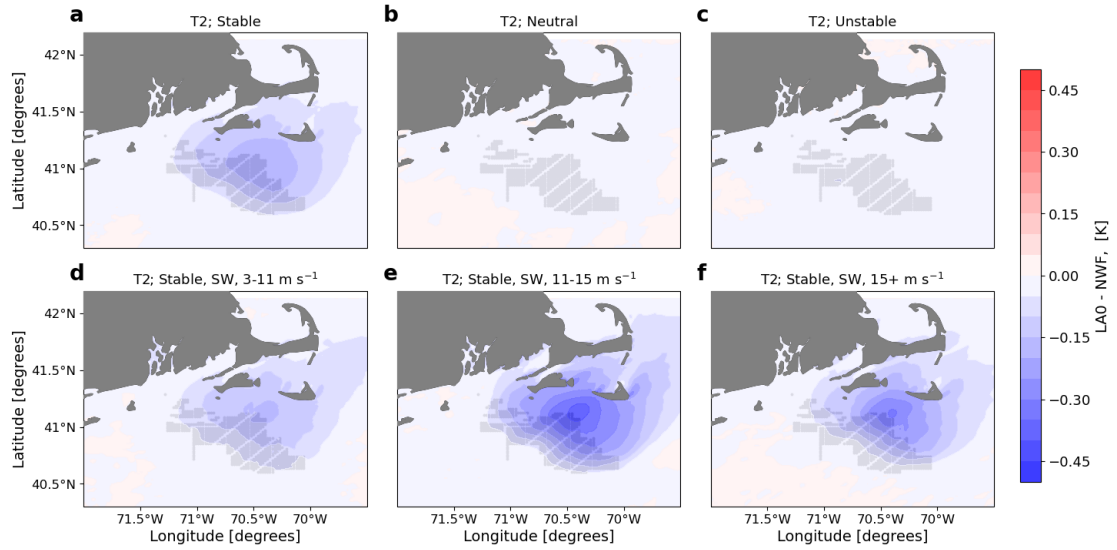 a T2; Stable
b T2; Neutral
c T2; Unstable
Latitude [degrees]
42°N
41.5°N
41°N
40.5°N
d T2; Stable, SW, 3-11 m s⁻¹
e T2; Stable, SW, 11-15 m s⁻¹
f T2; Stable, SW, 15+ m s⁻¹
Latitude [degrees]
42°N
41.5°N
41°N
40.5°N
71.5°W 71°W 70.5°W 70°W
71.5°W 71°W 70.5°W 70°W
71.5°W 71°W 70.5°W 70°W
Longitude [degrees]
Longitude [degrees]
Longitude [degrees]
0.45
0.30
0.15
0.00
−0.15
−0.30
−0.45
LA0 - NWF, [K]